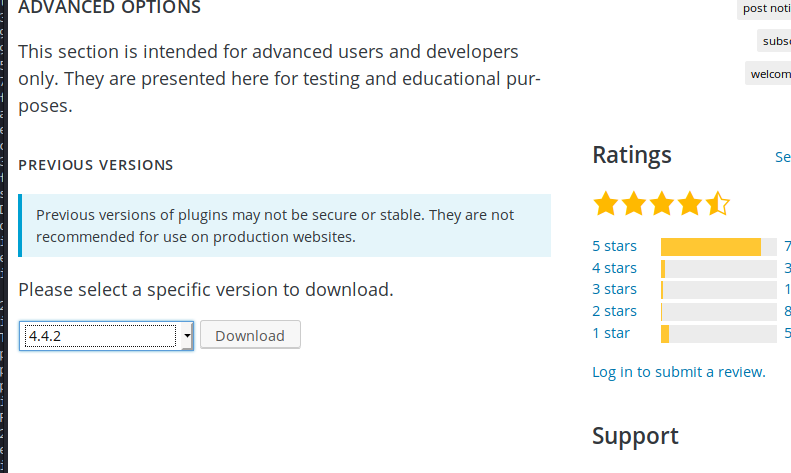 ADVANCED OPTIONS
This section is intended for advanced users and developers
only. They are presented here for testing and educational pur-
poses.
PREVIOUS VERSIONS
Previous versions of plugins may not be secure or stable. They are not
recommended for use on production websites.
Please select a specific version to download.
4.4.2
Download
post noti
subsc
welcom
Ratings
Se
5 stars
7
4 stars
3
3 stars
1
2 stars
8
1 star
5
Log in to submit a review.
Support